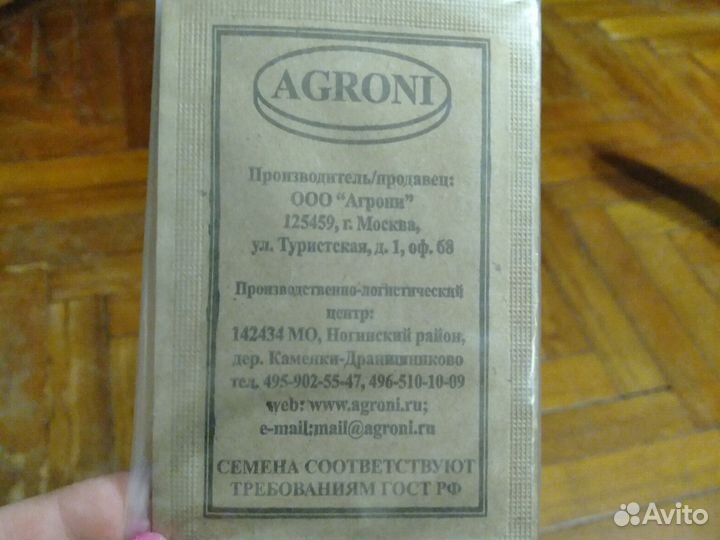 AGRONI
Производитель/продавец:
ООО "Агрони"
125459, г. Москва,
ул. Туристская, д. 1, оф. 68
Производственно-логистический
центр:
142434 МО, Ногинский район,
дер. Каменки-Дранишниково
тел. 495-902-55-47, 496-510-10-09
web: www.agroni.ru;
e-mail:mail@agroni.ru
СЕМЕНА СООТВЕТСТВУЮТ
ТРЕБОВАНИЯМ ГОСТ РФ
Avito